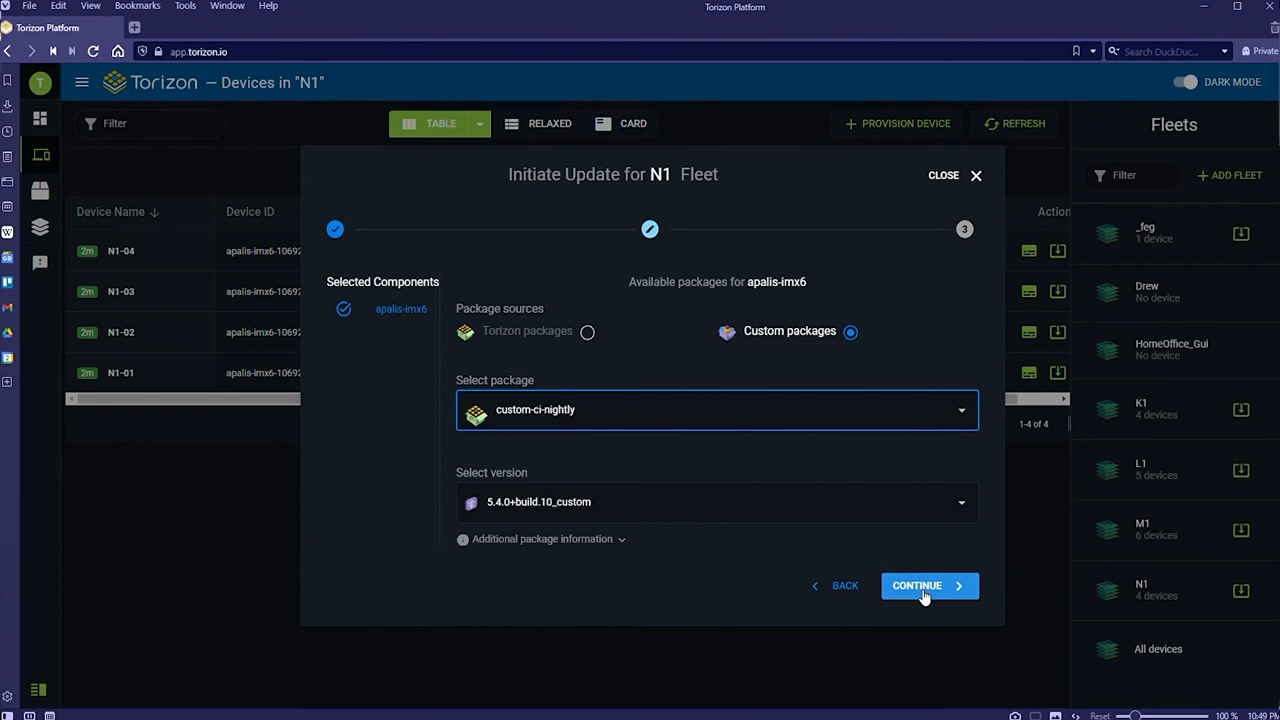 File Edit View Bookmarks Tools Window Help
Torizon Platform
Torizon Platform
app.torizon.io
Search DuckDuc...
Private
T
Torizon – Devices in "N1"
DARK MODE
Filter
TABLE
RELAXED
CARD
PROVISION DEVICE
REFRESH
Fleets
Filter
ADD FLEET
Initiate Update for N1 Fleet
CLOSE
3
Device Name
Device ID
Action
2m N1-04 apalis-imx6-10692
2m N1-03 apalis-imx6-10692
2m N1-02 apalis-imx6-10692
2m N1-01 apalis-imx6-10692
1-4 of 4
Selected Components
apalis-imx6
Available packages for apalis-imx6
Package sources
Torizon packages
Custom packages
Select package
custom-ci-nightly
Select version
5.4.0+build.10_custom
Additional package information
BACK
CONTINUE
_feg
1 device
Drew
No device
HomeOffice_Gui
No device
K1
4 devices
L1
5 devices
M1
6 devices
N1
4 devices
All devices
Reset
100 %
10:49 PM